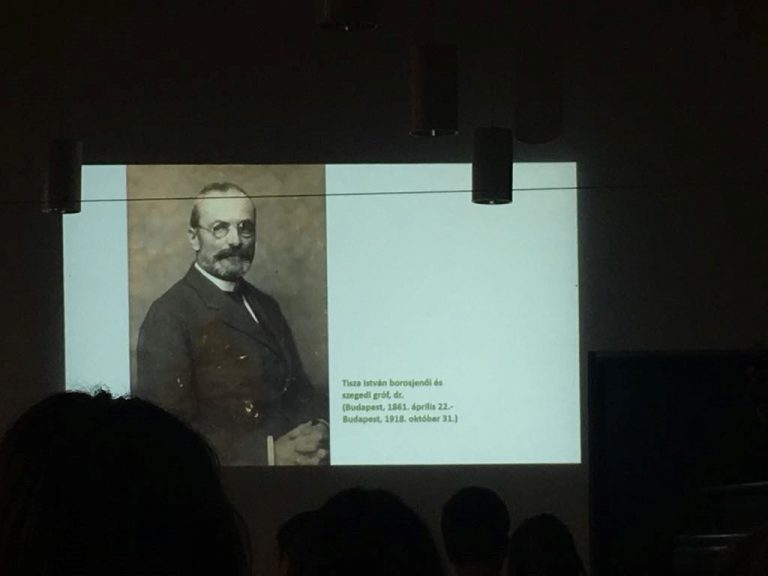 Tisza István borosjenői és
szegedi gróf, dr.
(Budapest, 1861. április 22.-
Budapest, 1918. október 31.)